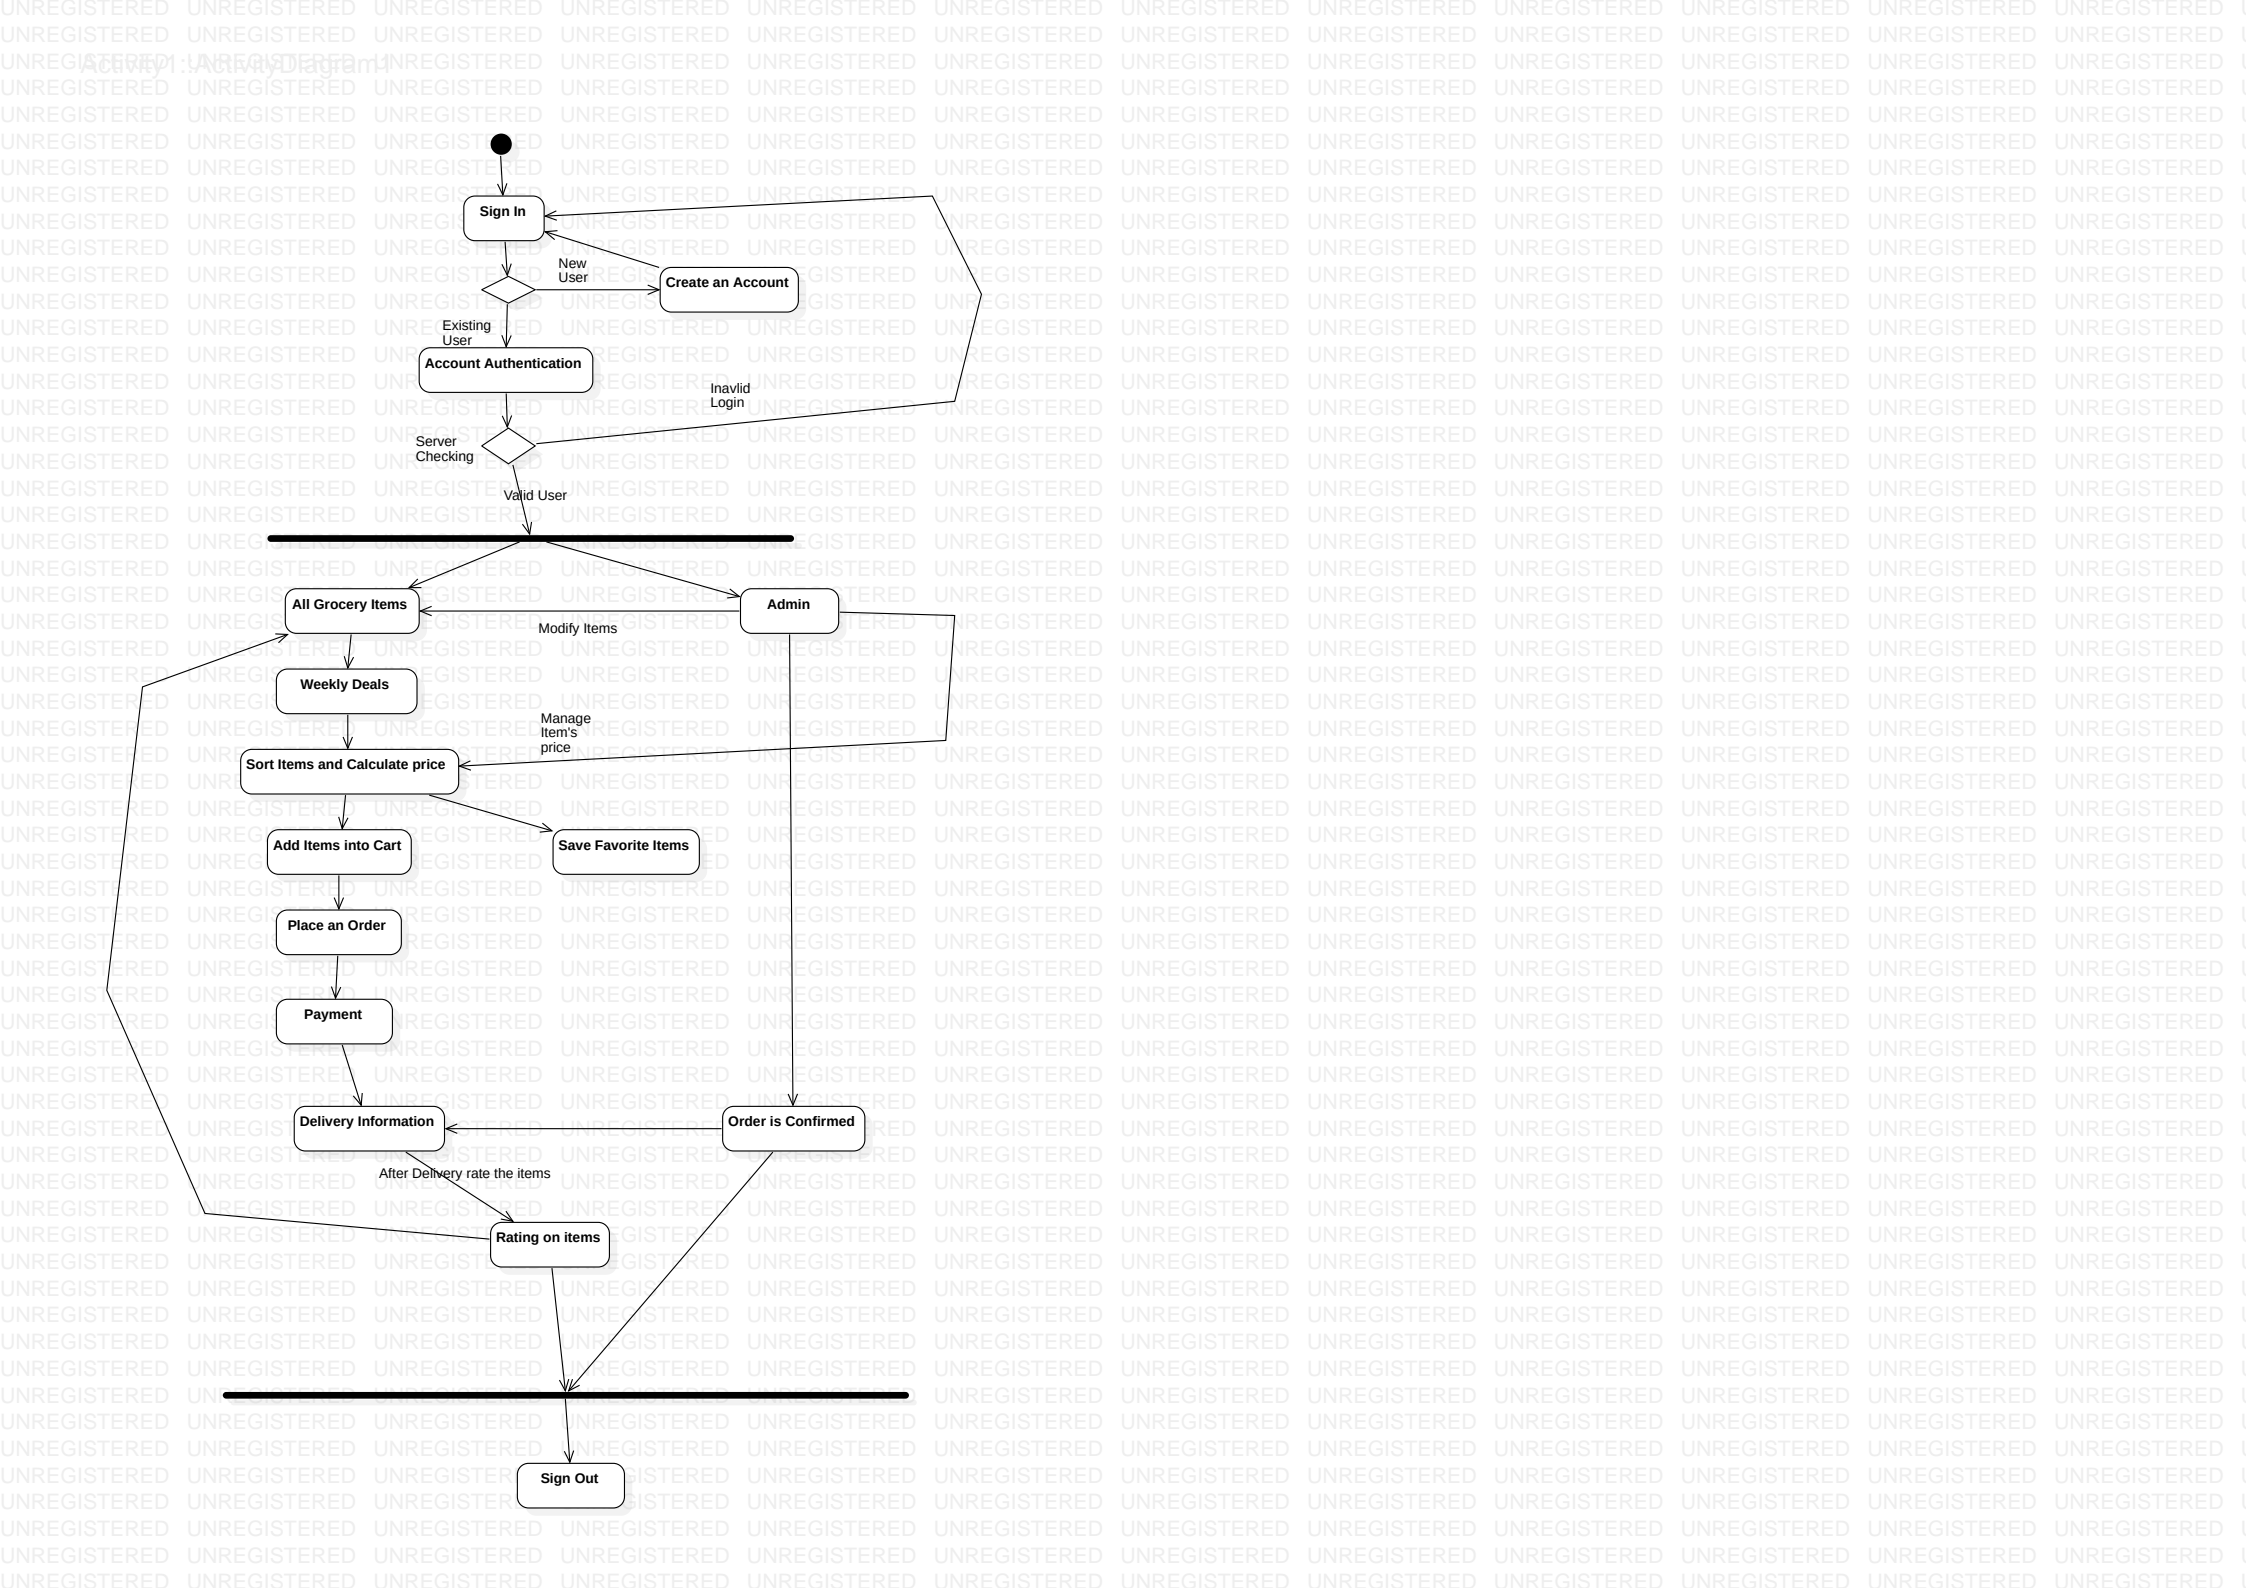 Activity1::ActivityDiagram1
Sign In
New
User
Create an Account
Existing
User
Account Authentication
Inavlid
Login
Server
Checking
Valid User
All Grocery Items
Admin
Modify Items
Weekly Deals
Manage
Item's
price
Sort Items and Calculate price
Add Items into Cart
Save Favorite Items
Place an Order
Payment
Delivery Information
Order is Confirmed
After Delivery rate the items
Rating on items
Sign Out
UNREGISTERED